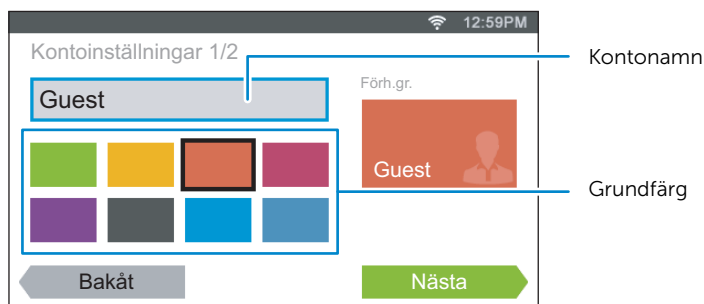 12:59PM
Kontoinställningar 1/2
Kontonamn
Guest
Förh.gr.
Guest
Grundfärg
Bakåt
Nästa